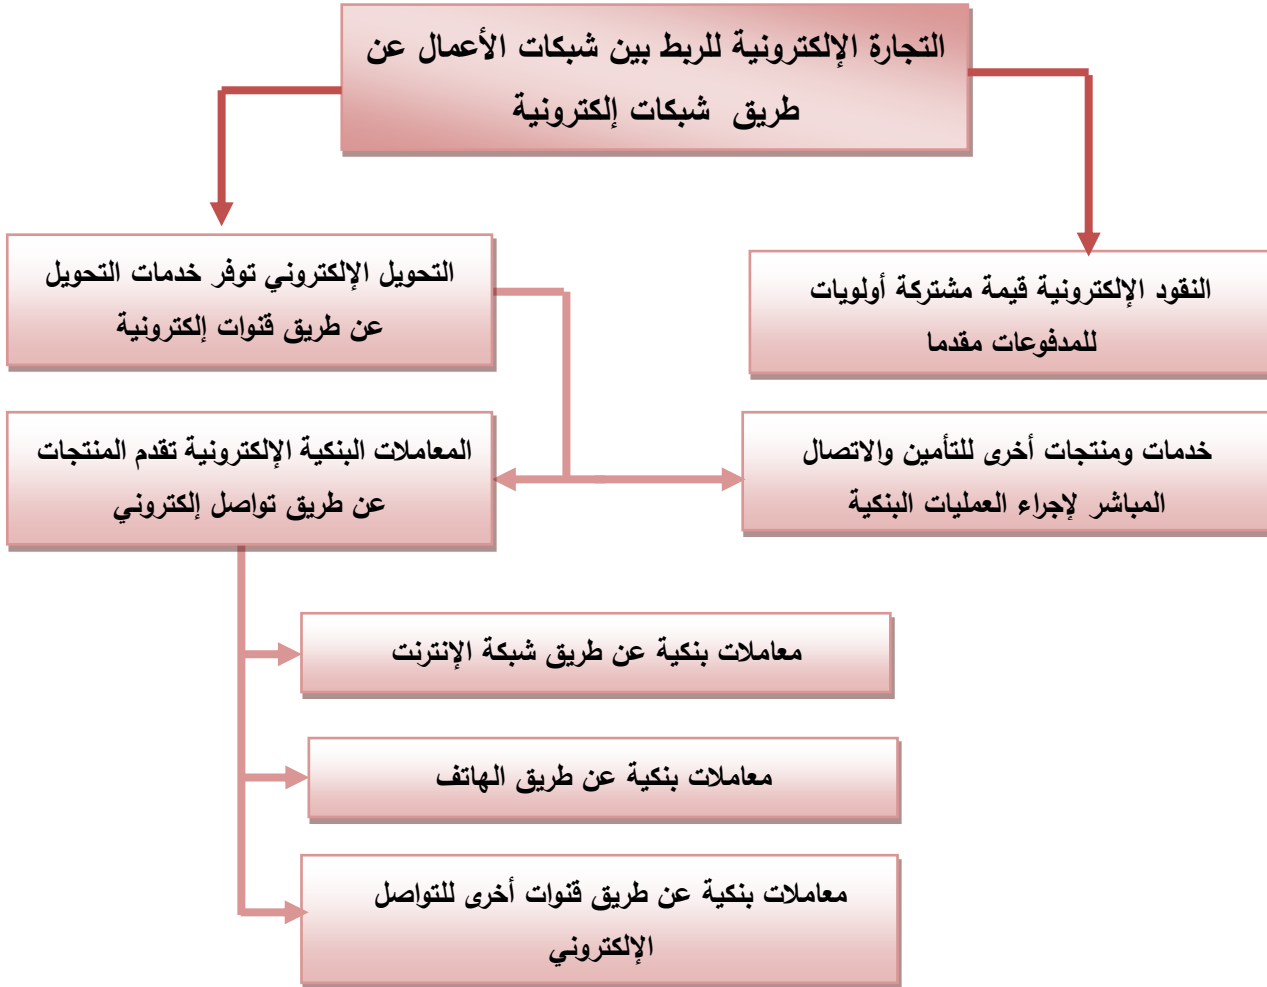 التجارة الإلكترونية للربط بين شبكات الأعمال عن
طريق شبكات إلكترونية
النقود الإلكترونية قيمة مشتركة أولويات
للمدفوعات مقدما
التحويل الإلكتروني توفر خدمات التحويل
عن طريق قنوات إلكترونية
خدمات ومنتجات أخرى للتأمين والاتصال
المباشر لإجراء العمليات البنكية
المعاملات البنكية الإلكترونية تقدم المنتجات
عن طريق تواصل إلكتروني
معاملات بنكية عن طريق شبكة الإنترنت
معاملات بنكية عن طريق الهاتف
معاملات بنكية عن طريق قنوات أخرى للتواصل
الإلكتروني